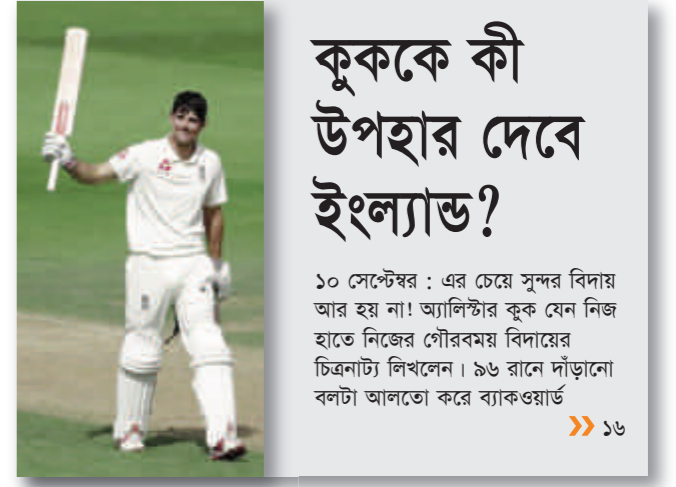 কুককে কী
উপহার দেবে
ইংল্যান্ড?
১০ সেপ্টেম্বর : এর চেয়ে সুন্দর বিদায়
আর হয় না! অ্যালিস্টার কুক যেন নিজ
হাতে নিজের গৌরবময় বিদায়ের
চিত্রনাট্য লিখলেন। ৯৬ রানে দাঁড়ানো
বলটা আলতো করে ব্যাকওয়ার্ড
>> ১৬